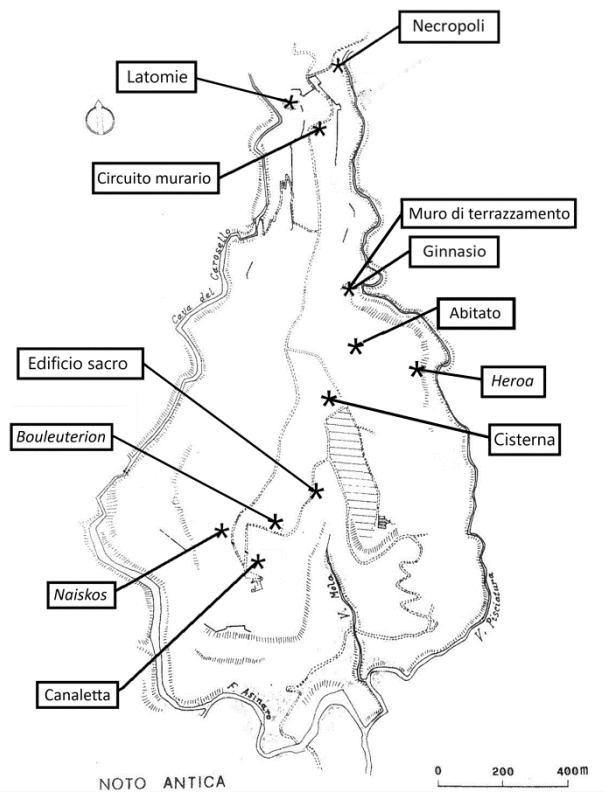 Necropoli
Latomie
Circuito murario
Muro di terrazzamento
Ginnasio
Cava del Carosello
Abitato
Edificio sacro
Heroa
Bouleuterion
Cisterna
Naiskos
V. Mola
V. Pisciatura
Canaletta
F. Asinaro
NOTO ANTICA
0 200 400m